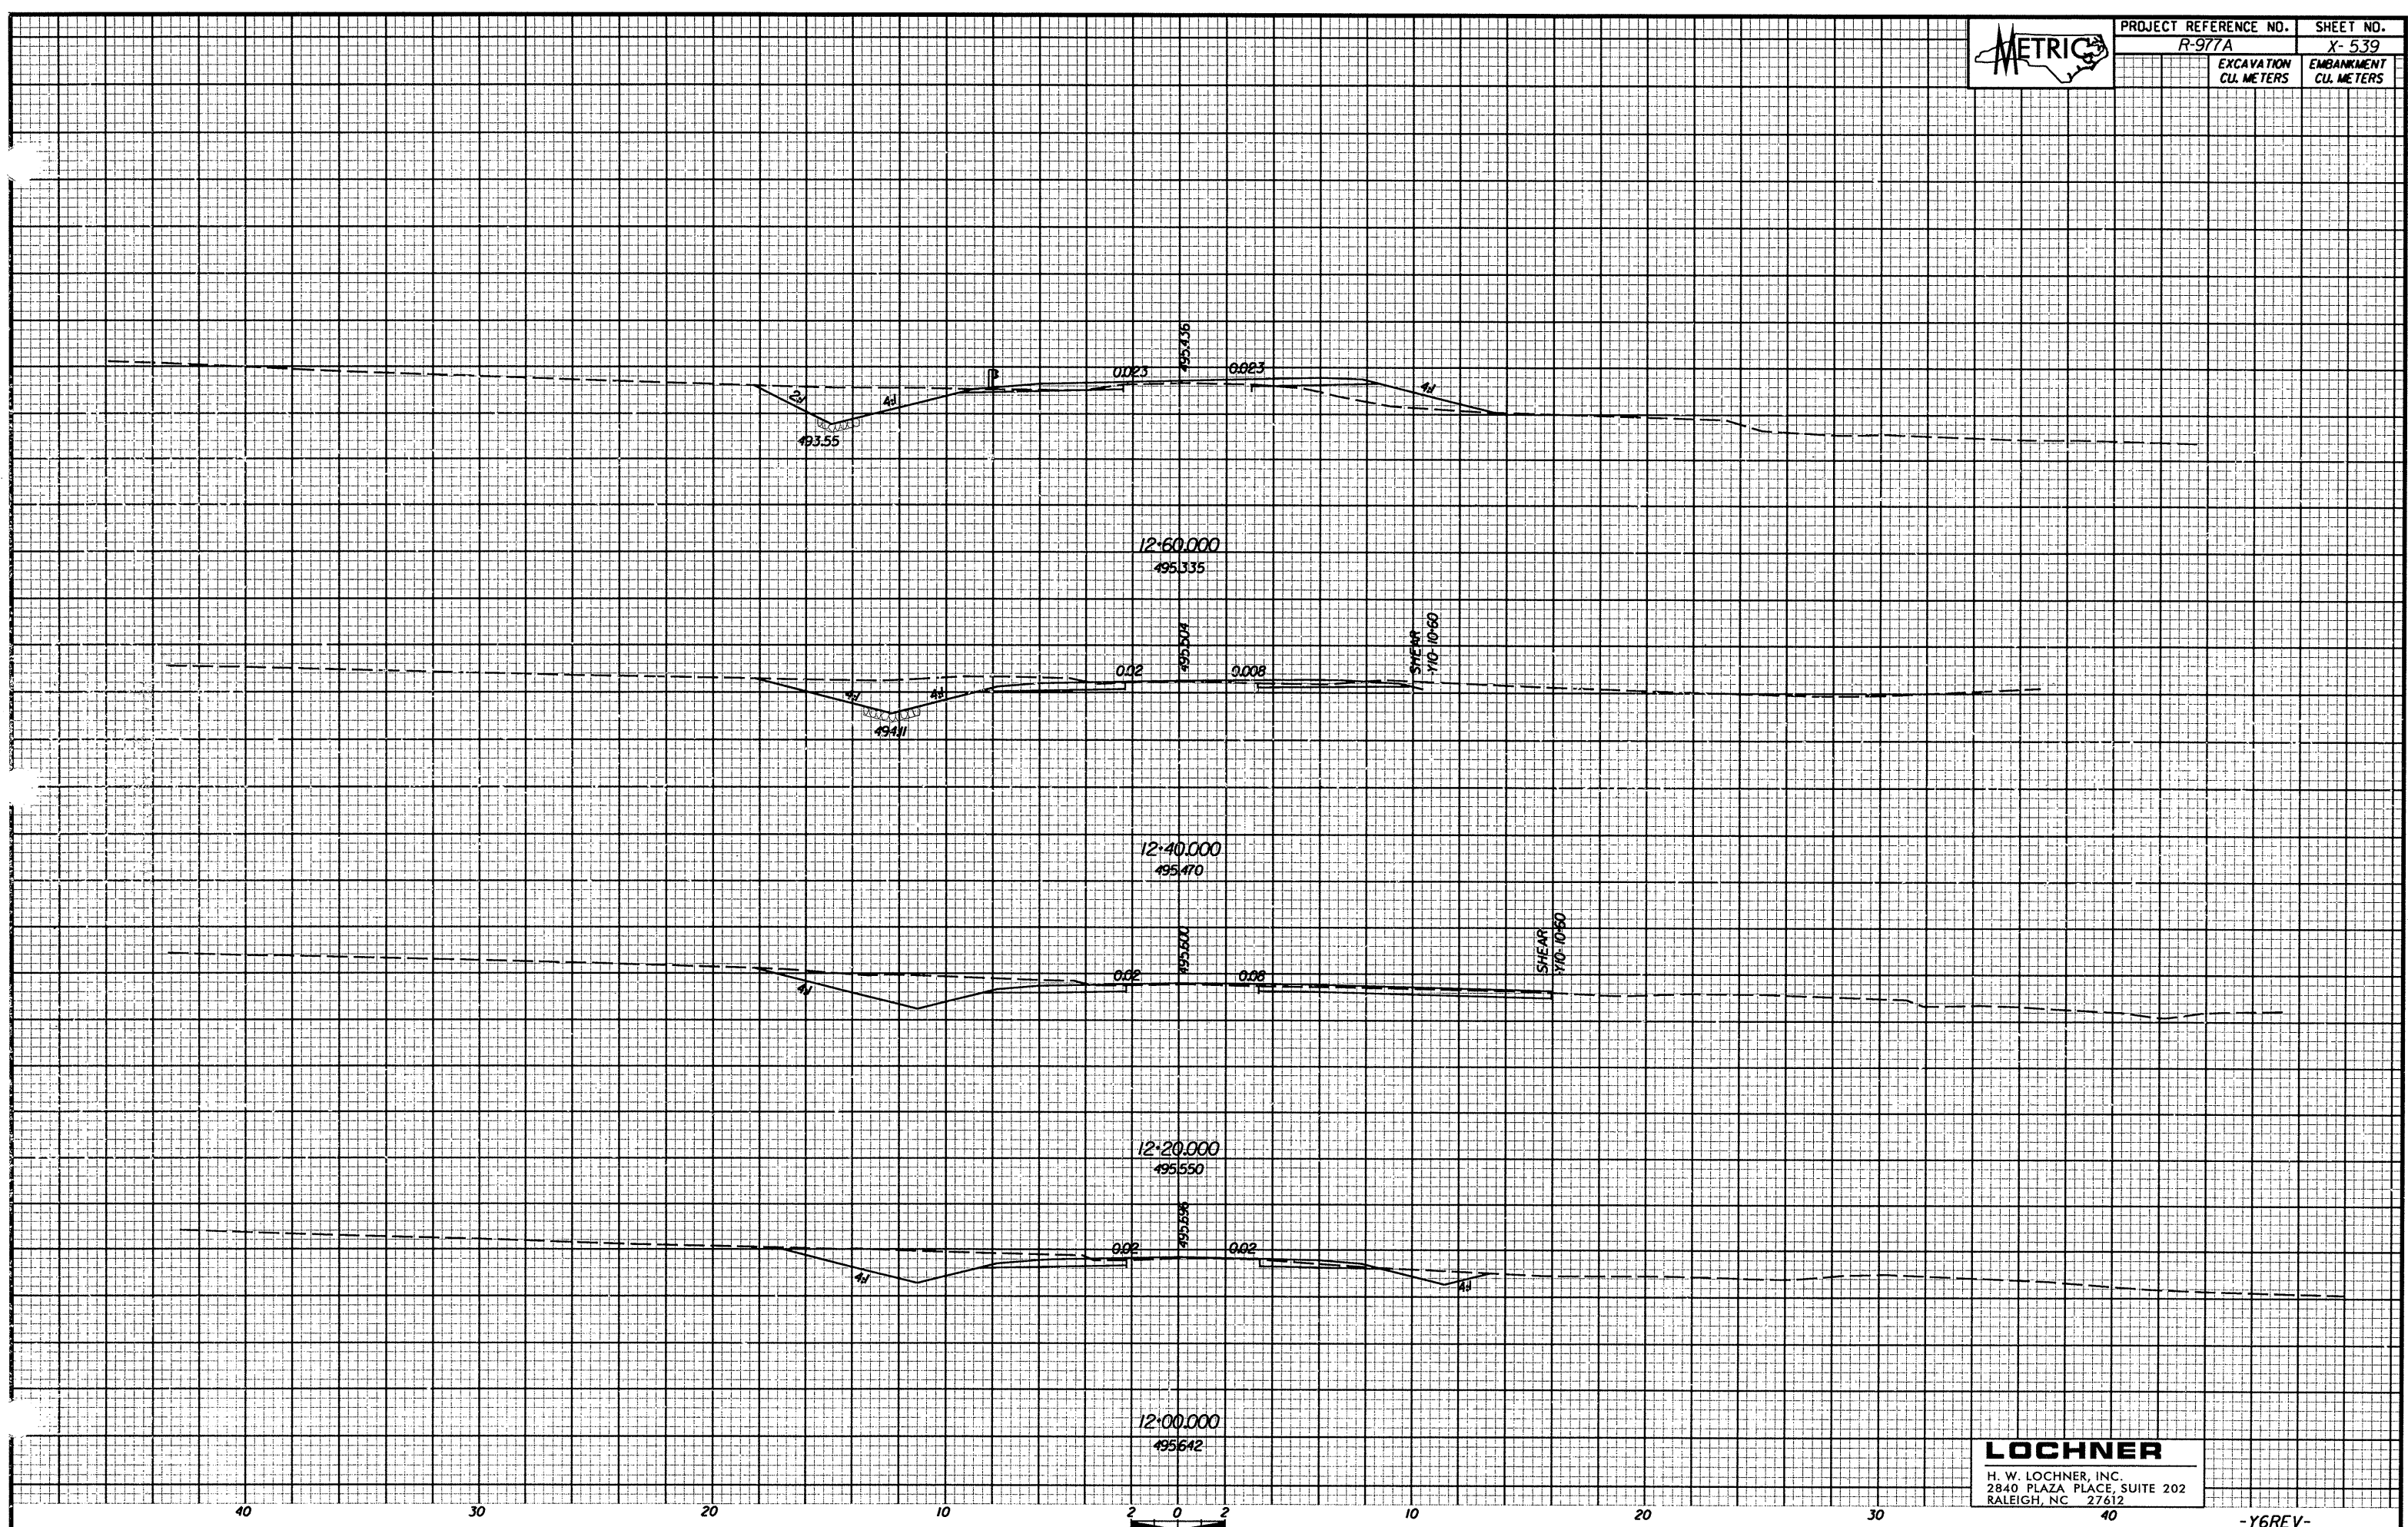 METRIC
PROJECT REFERENCE NO. SHEET NO.
R-977A X-539
EXCAVATION CU. METERS EMBANKMENT CU. METERS
495.436
0.023 0.023
2:1 4:1 4:1
493.55
12+60.000
495.335
495.504
SHEAR
-Y10- 10+60
0.02 0.008
4:1 4:1
494.11
12+40.000
495.470
495.600
SHEAR
-Y10- 10+60
0.02 0.08
4:1
12+20.000
495.550
495.696
0.02 0.02
4:1 4:1
12+00.000
495.642
LOCHNER
H. W. LOCHNER, INC.
2840 PLAZA PLACE, SUITE 202
RALEIGH, NC 27612
40 30 20 10 2 0 2 10 20 30 40
-Y6REV-